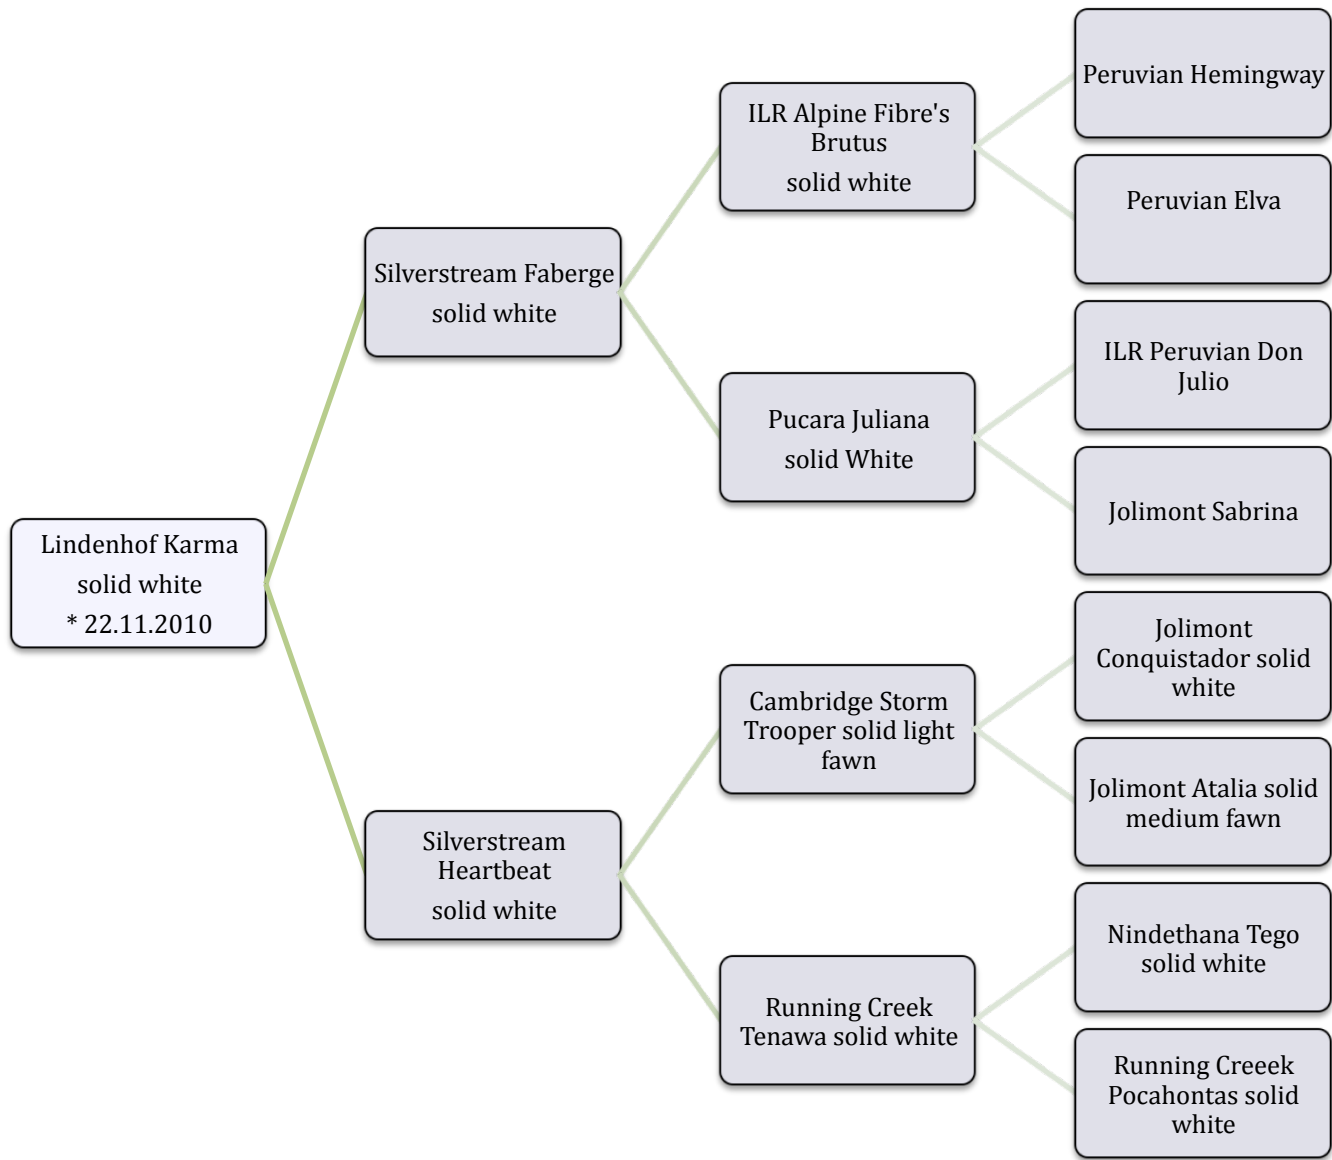 Lindenhof Karma
solid white
* 22.11.2010
Silverstream Faberge
solid white
Silverstream
Heartbeat
solid white
ILR Alpine Fibre's
Brutus
solid white
Pucara Juliana
solid White
Cambridge Storm
Trooper solid light
fawn
Running Creek
Tenawa solid white
Peruvian Hemingway
Peruvian Elva
ILR Peruvian Don
Julio
Jolimont Sabrina
Jolimont
Conquistador solid
white
Jolimont Atalia solid
medium fawn
Nindethana Tego
solid white
Running Creeek
Pocahontas solid
white